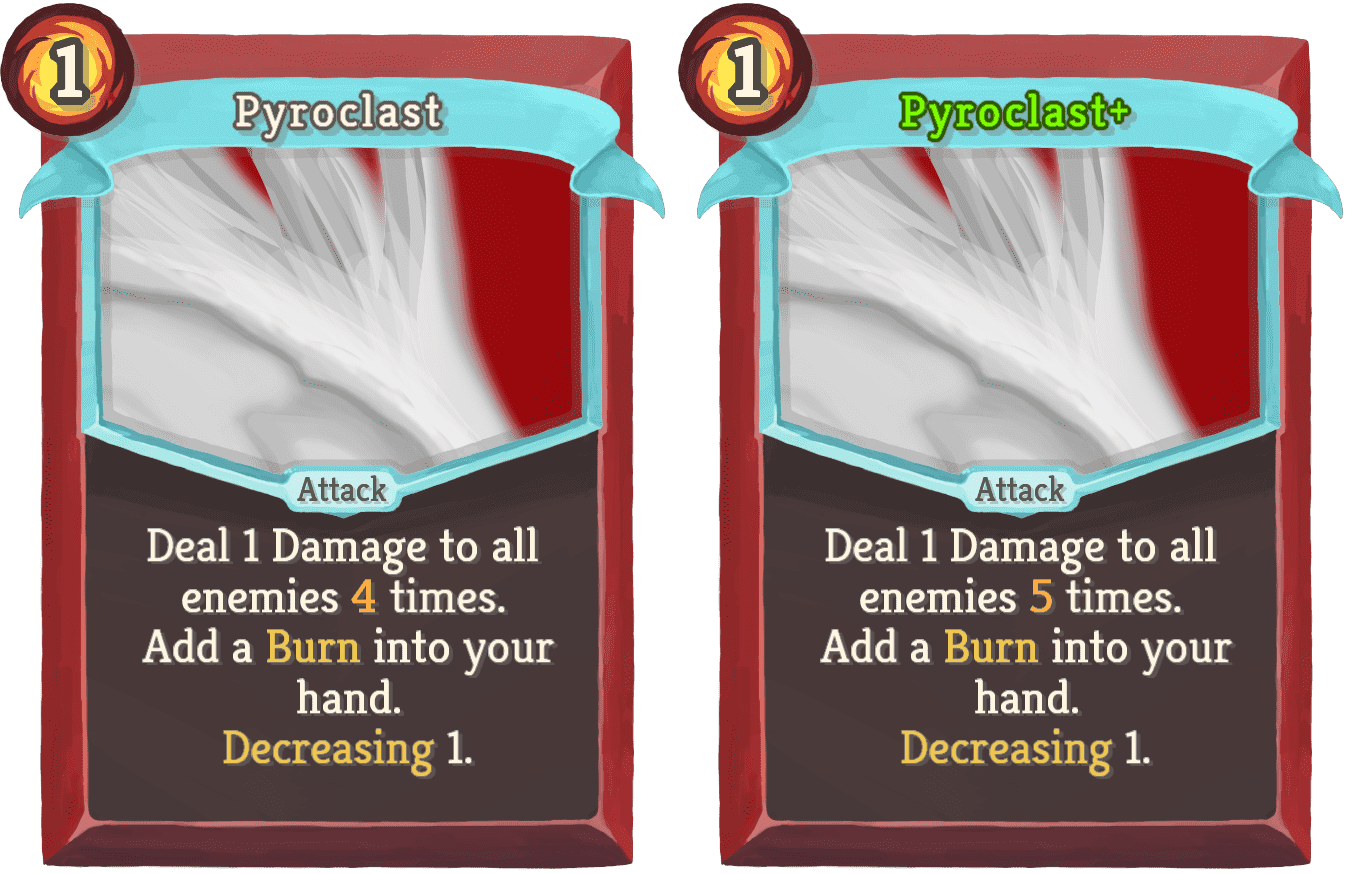 1
Pyroclast
Attack
Deal 1 Damage to all
enemies 4 times.
Add a Burn into your
hand.
Decreasing 1.
1
Pyroclast+
Attack
Deal 1 Damage to all
enemies 5 times.
Add a Burn into your
hand.
Decreasing 1.